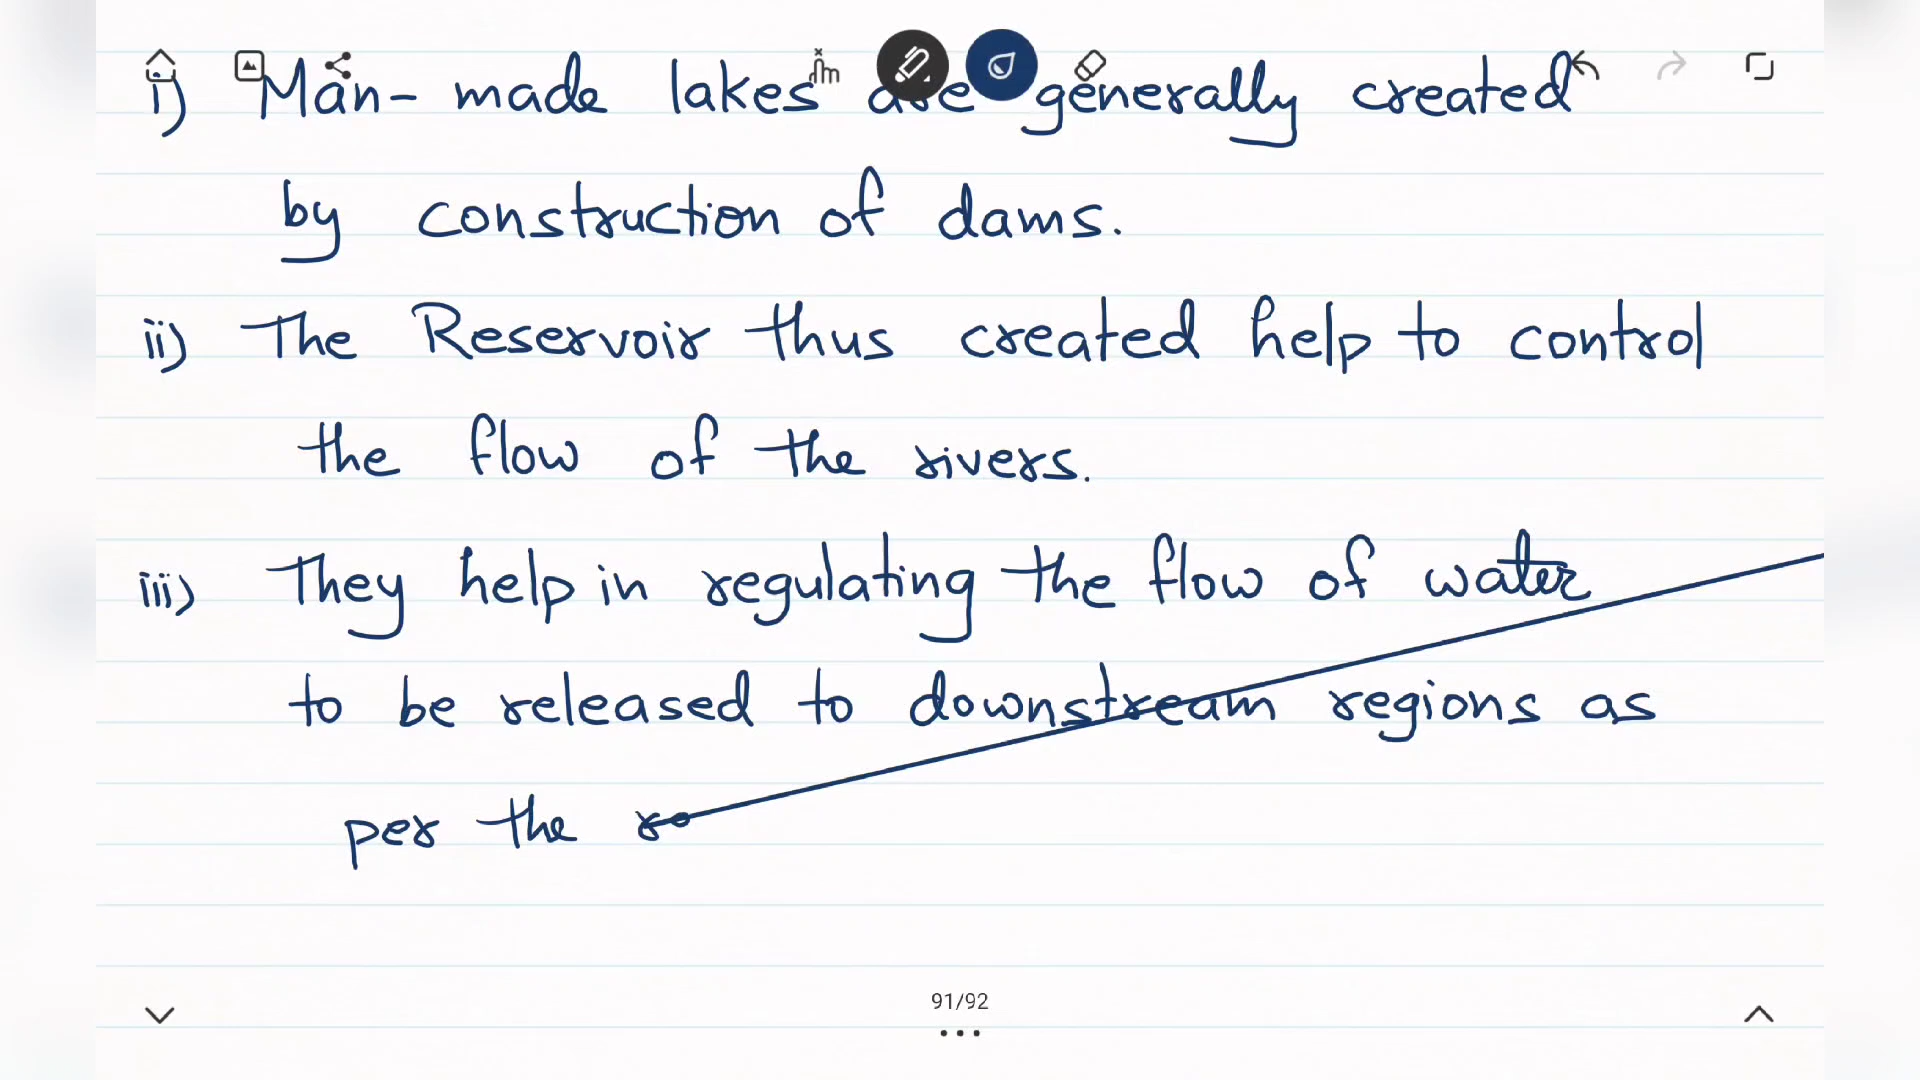 i) Man-made lakes are generally created
by construction of dams.
ii) The Reservoir thus created help to control
the flow of the rivers.
iii) They help in regulating the flow of water
to be released to downstream regions as
per the
91/92